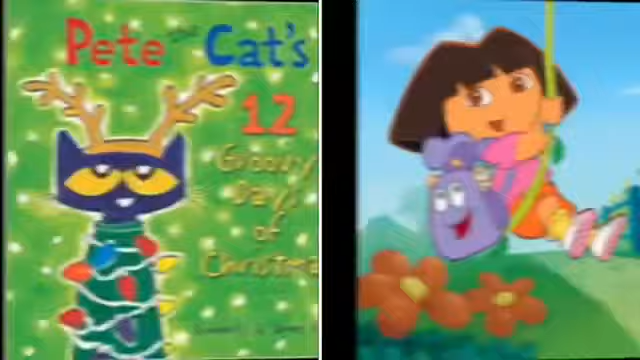 Pete the Cat's
12
Groovy
Days
of
Christmas